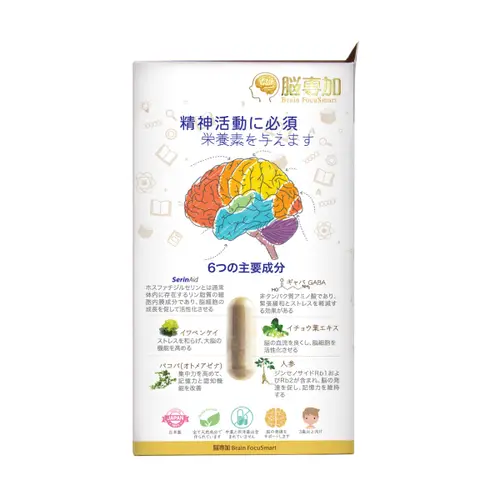 脳専加
Brain FocuSmart
精神活動に必須
栄養素を与えます
6つの主要成分
SerinAid
ホスファチジルセリンとは通常
体内に存在するリン脂質の細
胞内膜成分であり、脳細胞の
成長を促して活性化させる
ギャバ GABA
HO
NH₂
非タンパク質アミノ酸であり、
緊張緩和とストレスを軽減す
る効果がある
イワベンケイ
ストレスを和らげ、大脳の
機能を高める
イチョウ葉エキス
脳の血流を良くし、脳細胞を
活性化させる
バコパ(オトメアゼナ)
集中力を高めて、
記憶力と認知機
能を改善
人参
ジンセノサイドRb1およ
びRb2が含まれ、脳の発
達を促し、記憶力を維持
する
JAPAN
日本製
脳専加 Brain FocuSmart